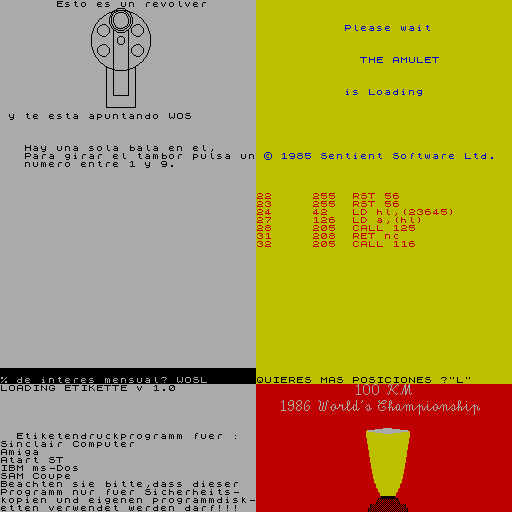 Esto es un revolver
y te esta apuntando WOS
Hay una sola bala en el,
Para girar el tambor pulsa un
numero entre 1 y 9.
Please wait
THE AMULET
is Loading
© 1985 Sentient Software Ltd.
22 255 RST 56
23 255 RST 56
24 42 LD hl,(23645)
27 126 LD a,(hl)
28 205 CALL 125
31 208 RET nc
32 205 CALL 116
% de interes mensual? WOSL
QUIERES MAS POSICIONES ?"L"
LOADING ETIKETTE v 1.0
Etiketendruckprogramm fuer :
Sinclair Computer
Amiga
Atart ST
IBM ms-Dos
SAM Coupe
Beachten sie bitte,dass dieser
Programm nur fuer Sicherheits-
kopien und eigenen programmdisk-
etten verwendet werden darf!!!
100 KM
1986 World's Championship